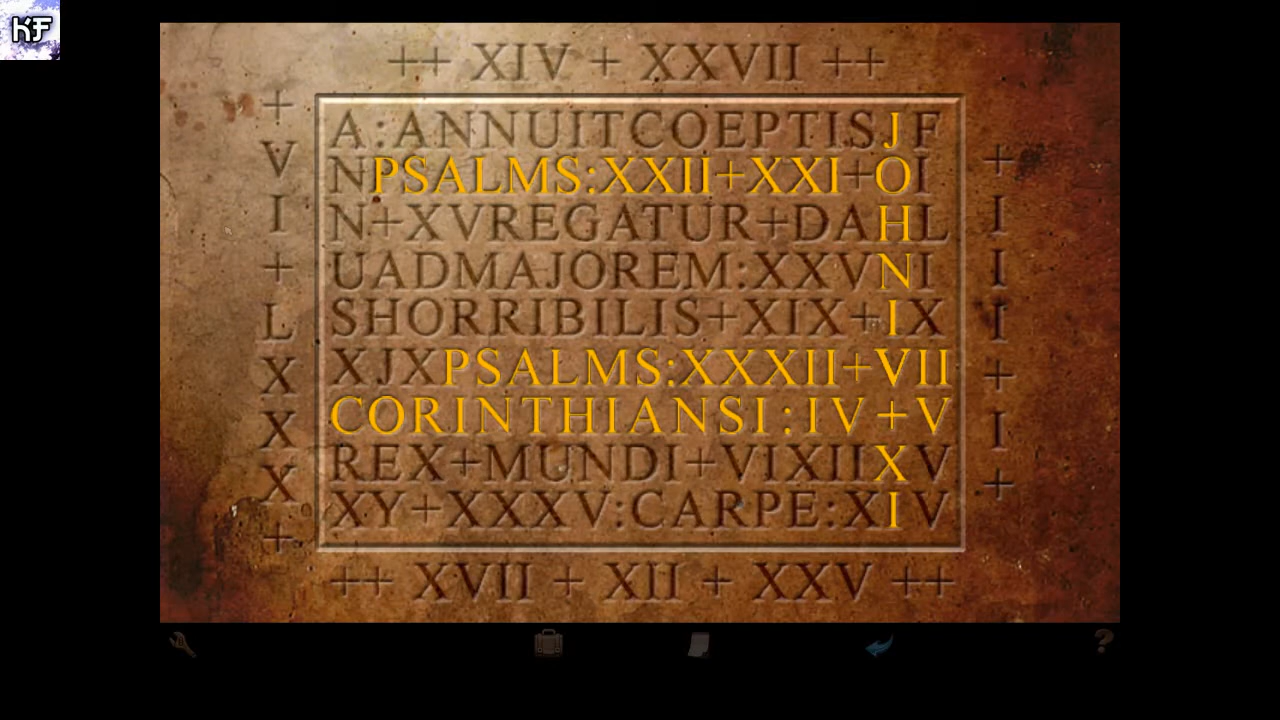 KF
++ XIV + XXVII ++
+ V I + L X X X +
A:ANNUITCOEPTISJF
NPSALMS:XXII+XXI+OI
N+XVREGATUR+DAHL
UADMAJOREM:XXVNI
SHORRIBILIS+XIX+IX
XJXPSALMS:XXXII+VII
CORINTHIANSI:IV+V
REX+MUNDI+VIXIIXV
XY+XXXV:CARPE:XIV
+ I I I + I +
++ XVII + XII + XXV ++
?